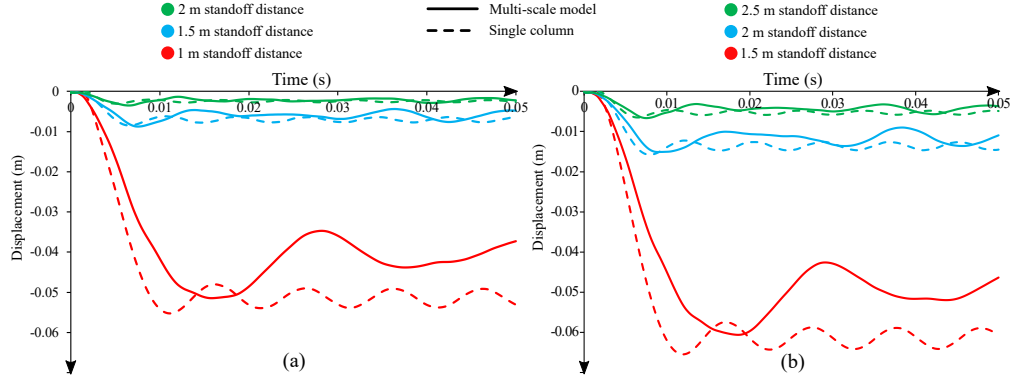 2 m standoff distance
1.5 m standoff distance
1 m standoff distance
Multi-scale model
Single column
2.5 m standoff distance
2 m standoff distance
1.5 m standoff distance
Time (s)
0
0 0.01 0.02 0.03 0.04 0.05
-0.01
-0.02
-0.03
-0.04
-0.05
-0.06
Displacement (m)
(a)
Time (s)
0
0 0.01 0.02 0.03 0.04 0.05
-0.01
-0.02
-0.03
-0.04
-0.05
-0.06
Displacement (m)
(b)